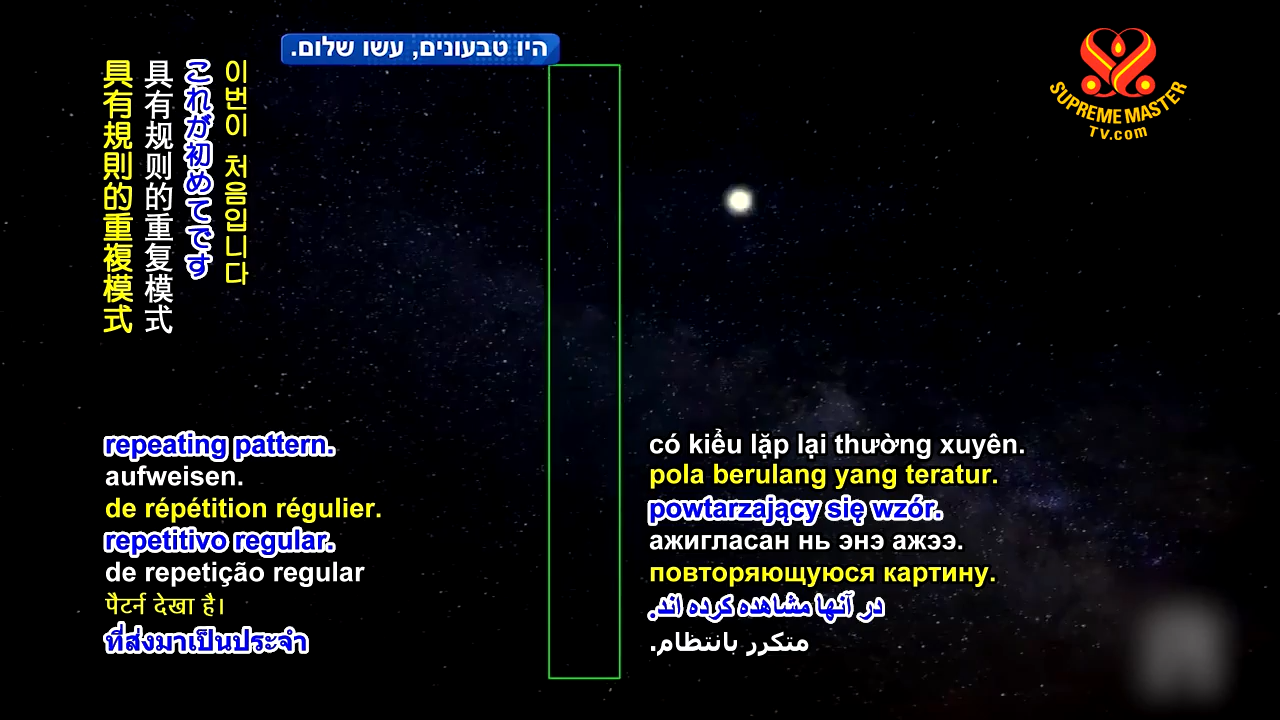 היו טבעונים, עשו שלום.
SUPREME MASTER
TV.com
이번이 처음입니다
これが初めてです
具有规则的重复模式
具有規則的重複模式
repeating pattern.
aufweisen.
de répétition régulier.
repetitivo regular.
de repetição regular
पैटर्न देखा है।
ที่ส่งมาเป็นประจำ
có kiểu lặp lại thường xuyên.
pola berulang yang teratur.
powtarzający się wzór.
ажигласан нь энэ ажээ.
повторяющуюся картину.
در آنها مشاهده کرده اند.
متكرر بانتظام.